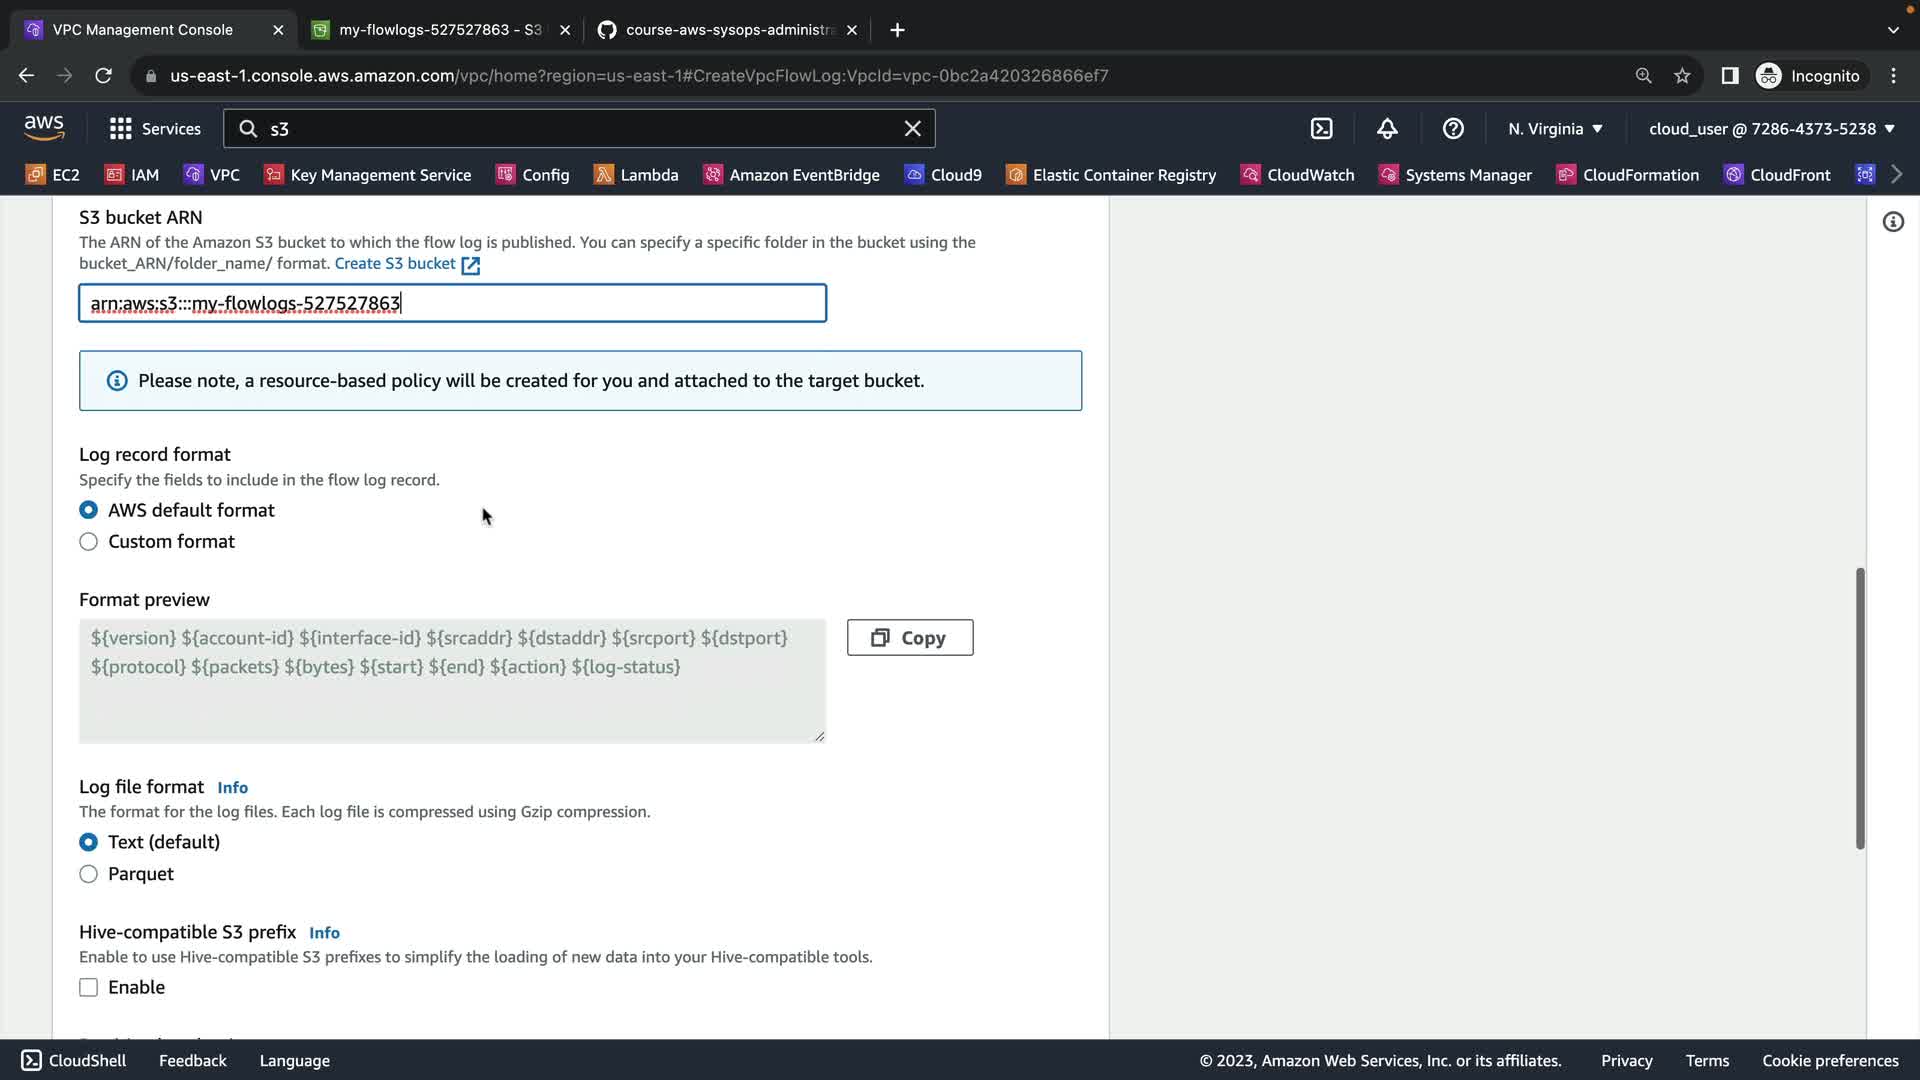 VPC Management Console
my-flowlogs-527527863 - S3
course-aws-sysops-administra
us-east-1.console.aws.amazon.com/vpc/home?region=us-east-1#CreateVpcFlowLog:VpcId=vpc-0bc2a420326866ef7
Incognito
aws
Services
s3
N. Virginia
cloud_user @ 7286-4373-5238
EC2
IAM
VPC
Key Management Service
Config
Lambda
Amazon EventBridge
Cloud9
Elastic Container Registry
CloudWatch
Systems Manager
CloudFormation
CloudFront
S3 bucket ARN
The ARN of the Amazon S3 bucket to which the flow log is published. You can specify a specific folder in the bucket using the
bucket_ARN/folder_name/ format. Create S3 bucket
arn:aws:s3:::my-flowlogs-527527863
Please note, a resource-based policy will be created for you and attached to the target bucket.
Log record format
Specify the fields to include in the flow log record.
AWS default format
Custom format
Format preview
${version} ${account-id} ${interface-id} ${srcaddr} ${dstaddr} ${srcport} ${dstport}
${protocol} ${packets} ${bytes} ${start} ${end} ${action} ${log-status}
Copy
Log file format Info
The format for the log files. Each log file is compressed using Gzip compression.
Text (default)
Parquet
Hive-compatible S3 prefix Info
Enable to use Hive-compatible S3 prefixes to simplify the loading of new data into your Hive-compatible tools.
Enable
CloudShell
Feedback
Language
© 2023, Amazon Web Services, Inc. or its affiliates.
Privacy
Terms
Cookie preferences